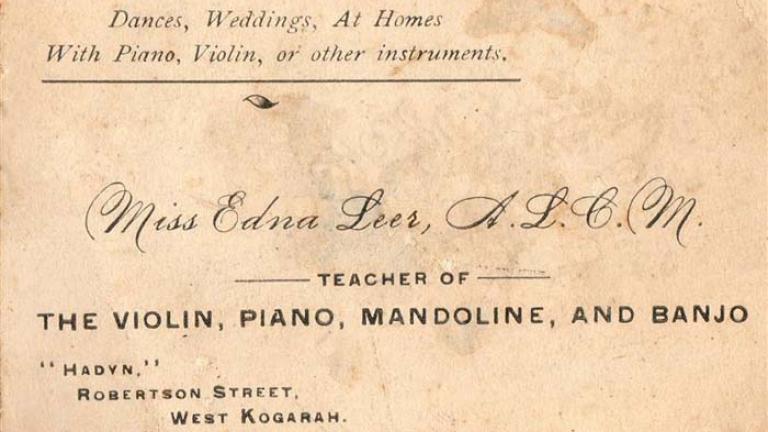 Dances, Weddings, At Homes
With Piano, Violin, or other instruments.
Miss Edna Leer, A.L.C.M.
TEACHER OF
THE VIOLIN, PIANO, MANDOLINE, AND BANJO
"HADYN,"
ROBERTSON STREET,
WEST KOGARAH.